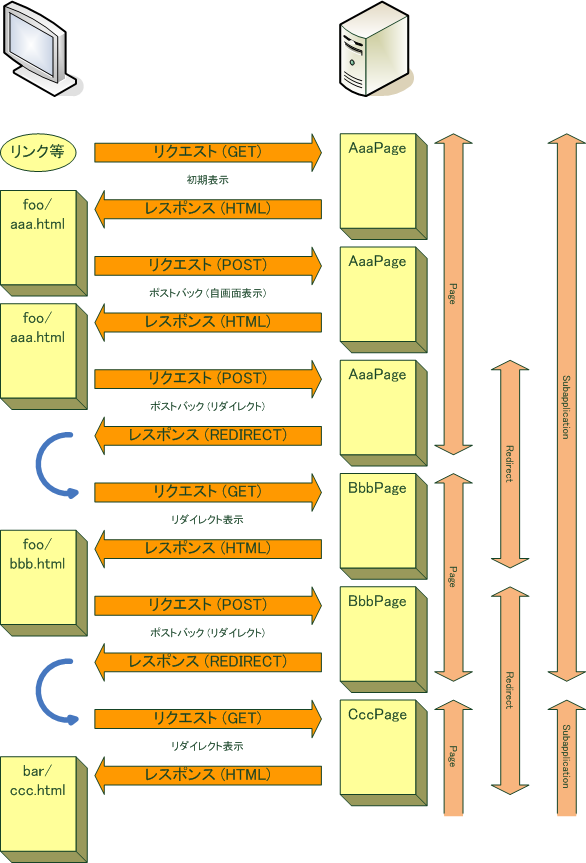 リンク等
リクエスト (GET)
AaaPage
初期表示
foo/
aaa.html
レスポンス (HTML)
リクエスト (POST)
AaaPage
ポストバック (自画面表示)
foo/
aaa.html
レスポンス (HTML)
リクエスト (POST)
AaaPage
ポストバック (リダイレクト)
レスポンス (REDIRECT)
Page
リクエスト (GET)
BbbPage
リダイレクト表示
foo/
bbb.html
レスポンス (HTML)
Redirect
Subapplication
リクエスト (POST)
BbbPage
ポストバック (リダイレクト)
レスポンス (REDIRECT)
Page
リクエスト (GET)
CccPage
リダイレクト表示
bar/
ccc.html
レスポンス (HTML)
Redirect
Page
Subapplication